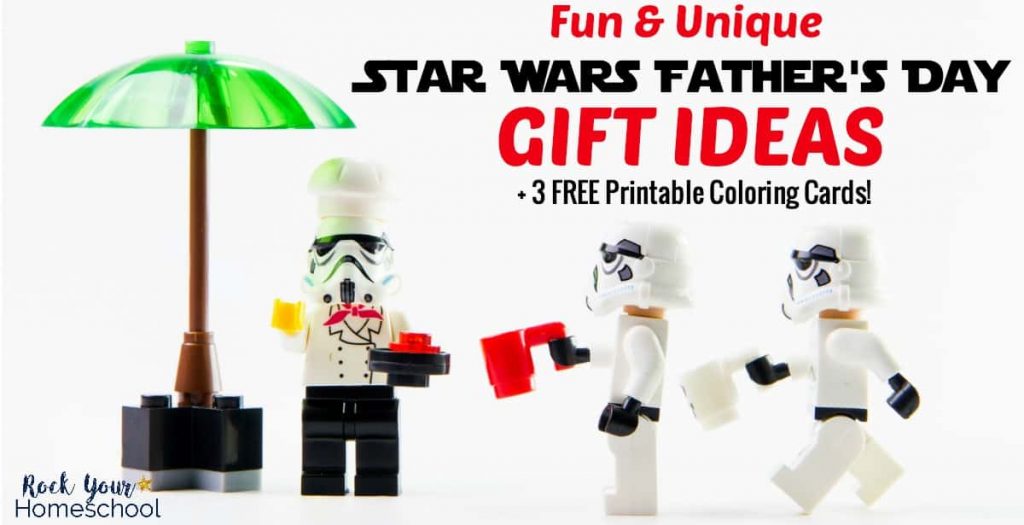 Fun & Unique
STAR WARS FATHER'S DAY
GIFT IDEAS
+ 3 FREE Printable Coloring Cards!
Rock Your
Homeschool